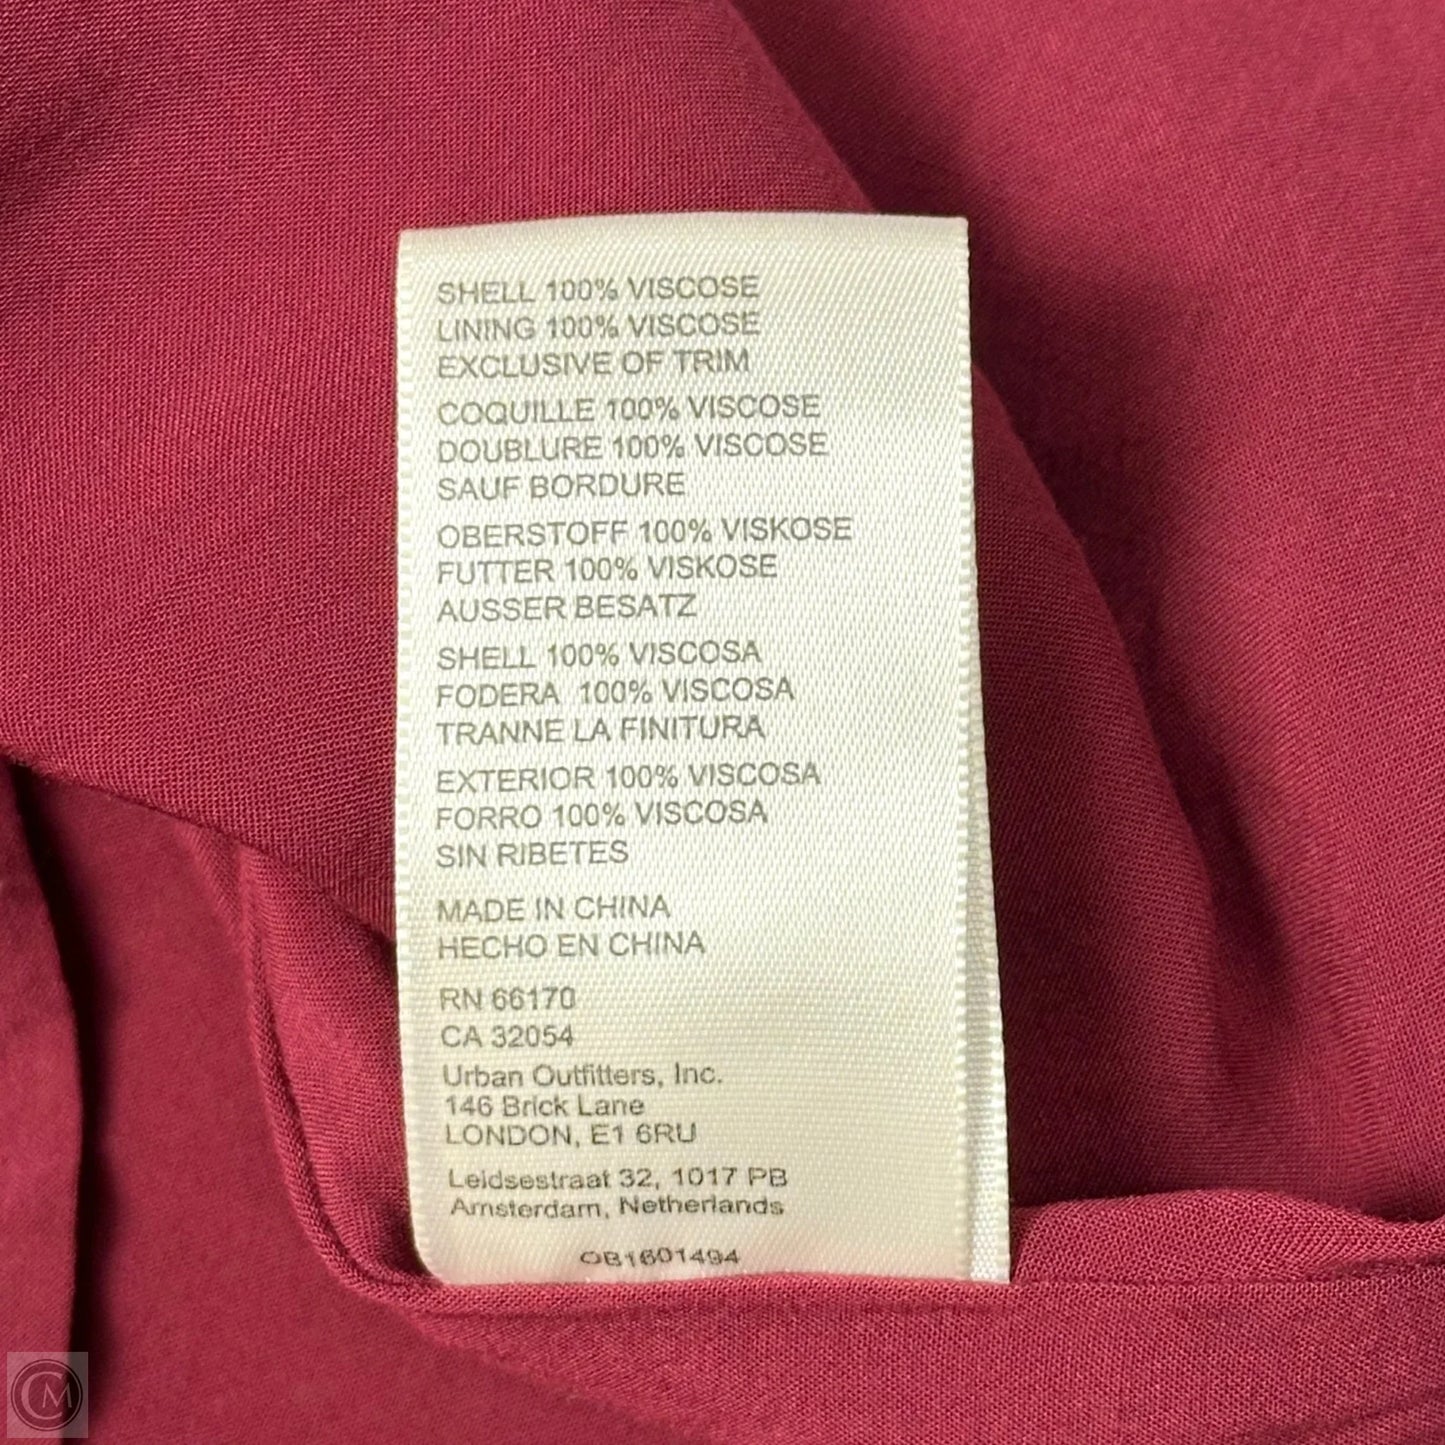 SHELL 100% VISCOSE
LINING 100% VISCOSE
EXCLUSIVE OF TRIM
COQUILLE 100% VISCOSE
DOUBLURE 100% VISCOSE
SAUF BORDURE
OBERSTOFF 100% VISKOSE
FUTTER 100% VISKOSE
AUSSER BESATZ
SHELL 100% VISCOSA
FODERA 100% VISCOSA
TRANNE LA FINITURA
EXTERIOR 100% VISCOSA
FORRO 100% VISCOSA
SIN RIBETES
MADE IN CHINA
HECHO EN CHINA
RN 66170
CA 32054
Urban Outfitters, Inc.
146 Brick Lane
LONDON, E1 6RU
Leidsestraat 32, 1017 PB
Amsterdam, Netherlands
OB1601494
CM